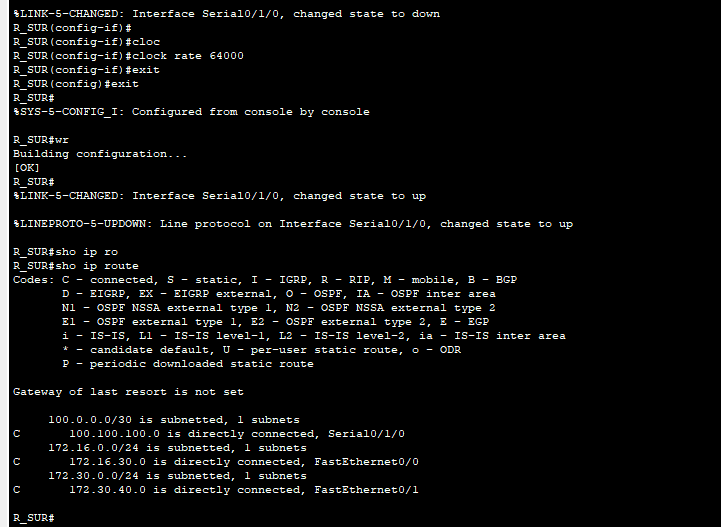 %LINK-5-CHANGED: Interface Serial0/1/0, changed state to down
R_SUR(config-if)#
R_SUR(config-if)#cloc
R_SUR(config-if)#clock rate 64000
R_SUR(config-if)#exit
R_SUR(config)#exit
R_SUR#
%SYS-5-CONFIG_I: Configured from console by console

R_SUR#wr
Building configuration...
[OK]
R_SUR#
%LINK-5-CHANGED: Interface Serial0/1/0, changed state to up

%LINEPROTO-5-UPDOWN: Line protocol on Interface Serial0/1/0, changed state to up

R_SUR#sho ip ro
R_SUR#sho ip route
Codes: C - connected, S - static, I - IGRP, R - RIP, M - mobile, B - BGP
       D - EIGRP, EX - EIGRP external, O - OSPF, IA - OSPF inter area
       N1 - OSPF NSSA external type 1, N2 - OSPF NSSA external type 2
       E1 - OSPF external type 1, E2 - OSPF external type 2, E - EGP
       i - IS-IS, L1 - IS-IS level-1, L2 - IS-IS level-2, ia - IS-IS inter area
       * - candidate default, U - per-user static route, o - ODR
       P - periodic downloaded static route

Gateway of last resort is not set

     100.0.0.0/30 is subnetted, 1 subnets
C       100.100.100.0 is directly connected, Serial0/1/0
     172.16.0.0/24 is subnetted, 1 subnets
C       172.16.30.0 is directly connected, FastEthernet0/0
     172.30.0.0/24 is subnetted, 1 subnets
C       172.30.40.0 is directly connected, FastEthernet0/1

R_SUR#